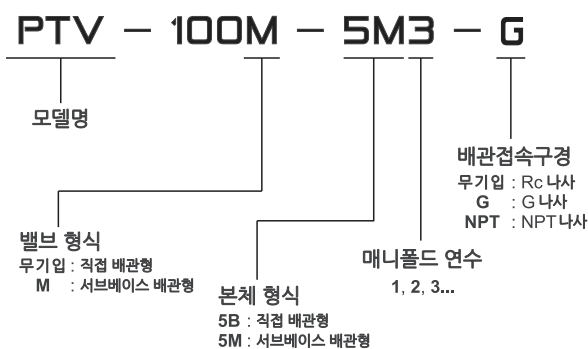 PTV - 100M - 5M3 - G
모델명
배관접속구경
무기입 : Rc 나사
G : G 나사
NPT : NPT 나사
밸브 형식
무기입 : 직접 배관형
M : 서브베이스 배관형
매니폴드 연수
1, 2, 3...
본체 형식
5B : 직접 배관형
5M : 서브베이스 배관형